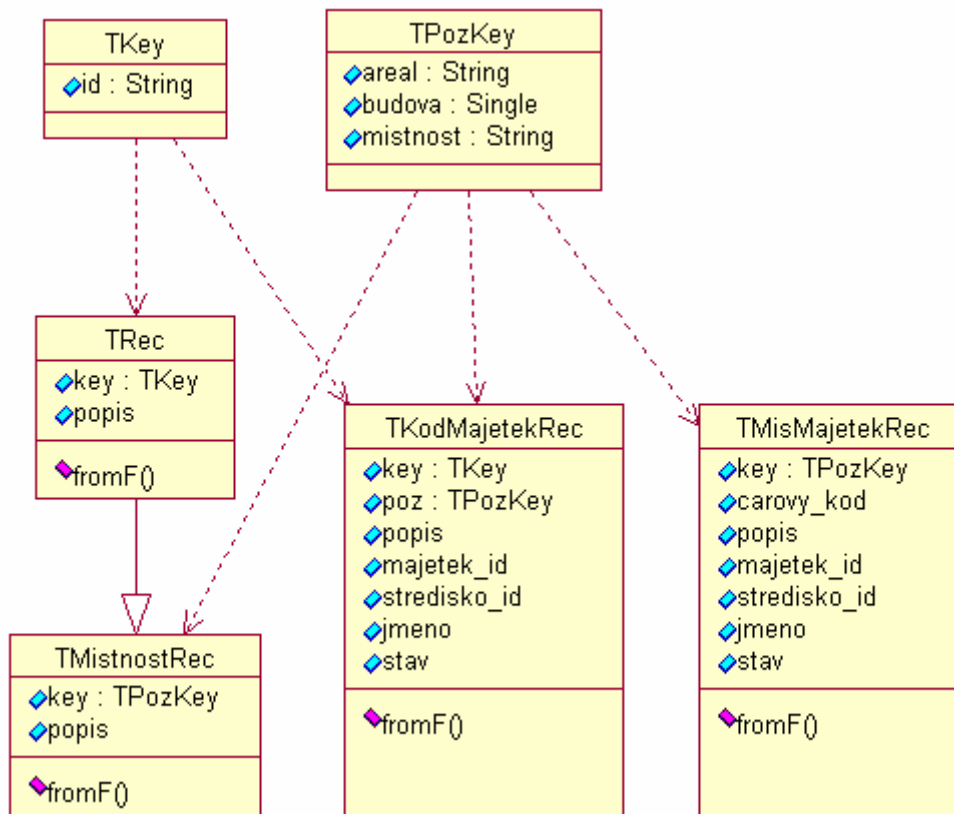 TKey
id : String
TPozKey
areal : String
budova : Single
mistnost : String
TRec
key : TKey
popis
fromF()
TKodMajetekRec
key : TKey
poz : TPozKey
popis
majetek_id
stredisko_id
jmeno
stav
fromF()
TMisMajetekRec
key : TPozKey
carovy_kod
popis
majetek_id
stredisko_id
jmeno
stav
fromF()
TMistnostRec
key : TPozKey
popis
fromF()